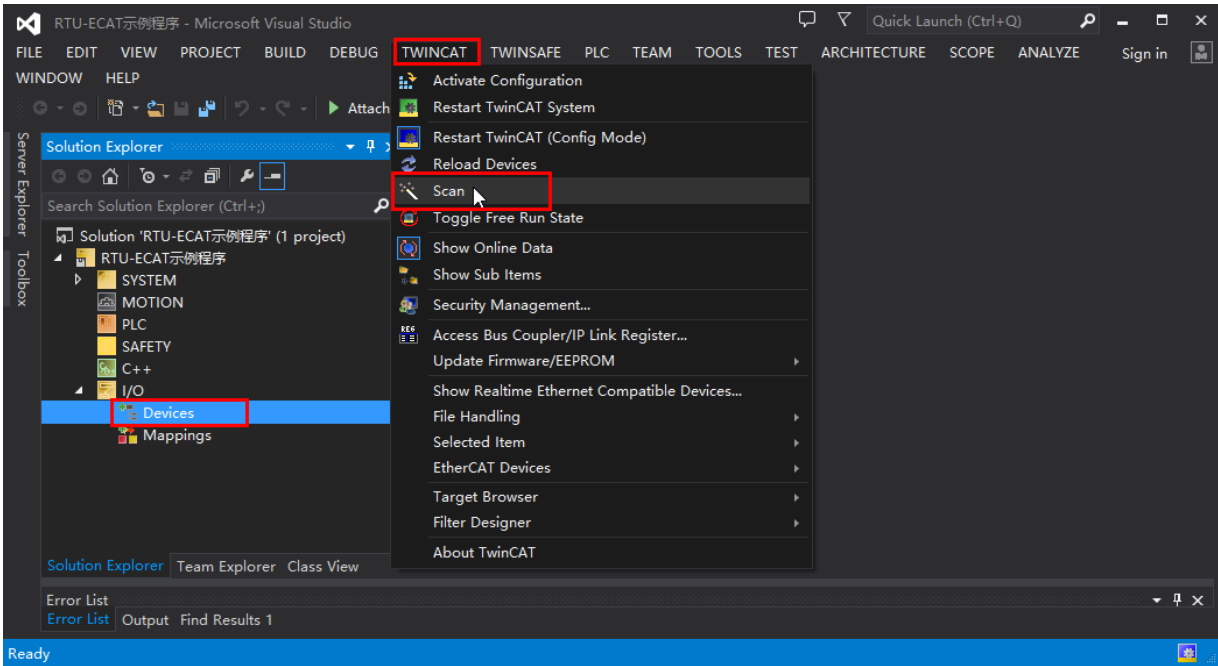 RTU-ECAT示例程序 - Microsoft Visual Studio
Quick Launch (Ctrl+Q)
FILE EDIT VIEW PROJECT BUILD DEBUG TWINCAT TWINSAFE PLC TEAM TOOLS TEST ARCHITECTURE SCOPE ANALYZE Sign in
WINDOW HELP
Attach
Server Explorer
Toolbox
Solution Explorer
Search Solution Explorer (Ctrl+;)
Solution 'RTU-ECAT示例程序' (1 project)
RTU-ECAT示例程序
SYSTEM
MOTION
PLC
SAFETY
C++
I/O
Devices
Mappings
Solution Explorer Team Explorer Class View
Activate Configuration
Restart TwinCAT System
Restart TwinCAT (Config Mode)
Reload Devices
Scan
Toggle Free Run State
Show Online Data
Show Sub Items
Security Management...
REG
Access Bus Coupler/IP Link Register...
Update Firmware/EEPROM
Show Realtime Ethernet Compatible Devices...
File Handling
Selected Item
EtherCAT Devices
Target Browser
Filter Designer
About TwinCAT
Error List
Error List Output Find Results 1
Ready